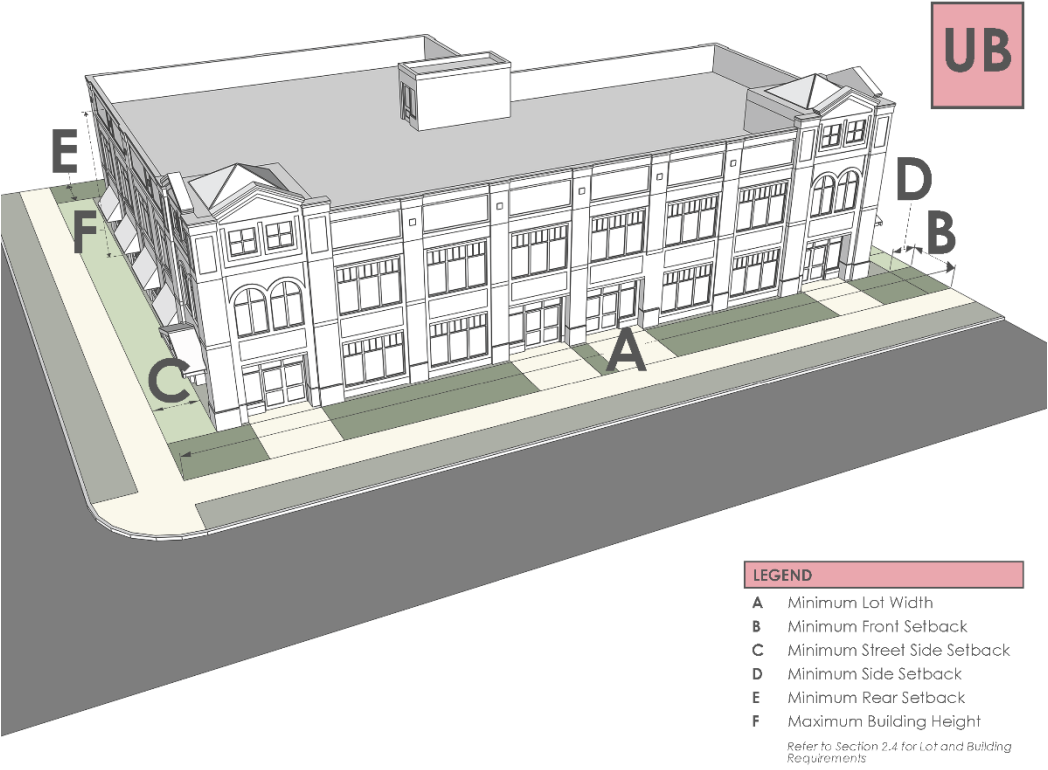 UB
E
D
F
B
A
C
LEGEND
A Minimum Lot Width
B Minimum Front Setback
C Minimum Street Side Setback
D Minimum Side Setback
E Minimum Rear Setback
F Maximum Building Height
Refer to Section 2.4 for Lot and Building
Requirements